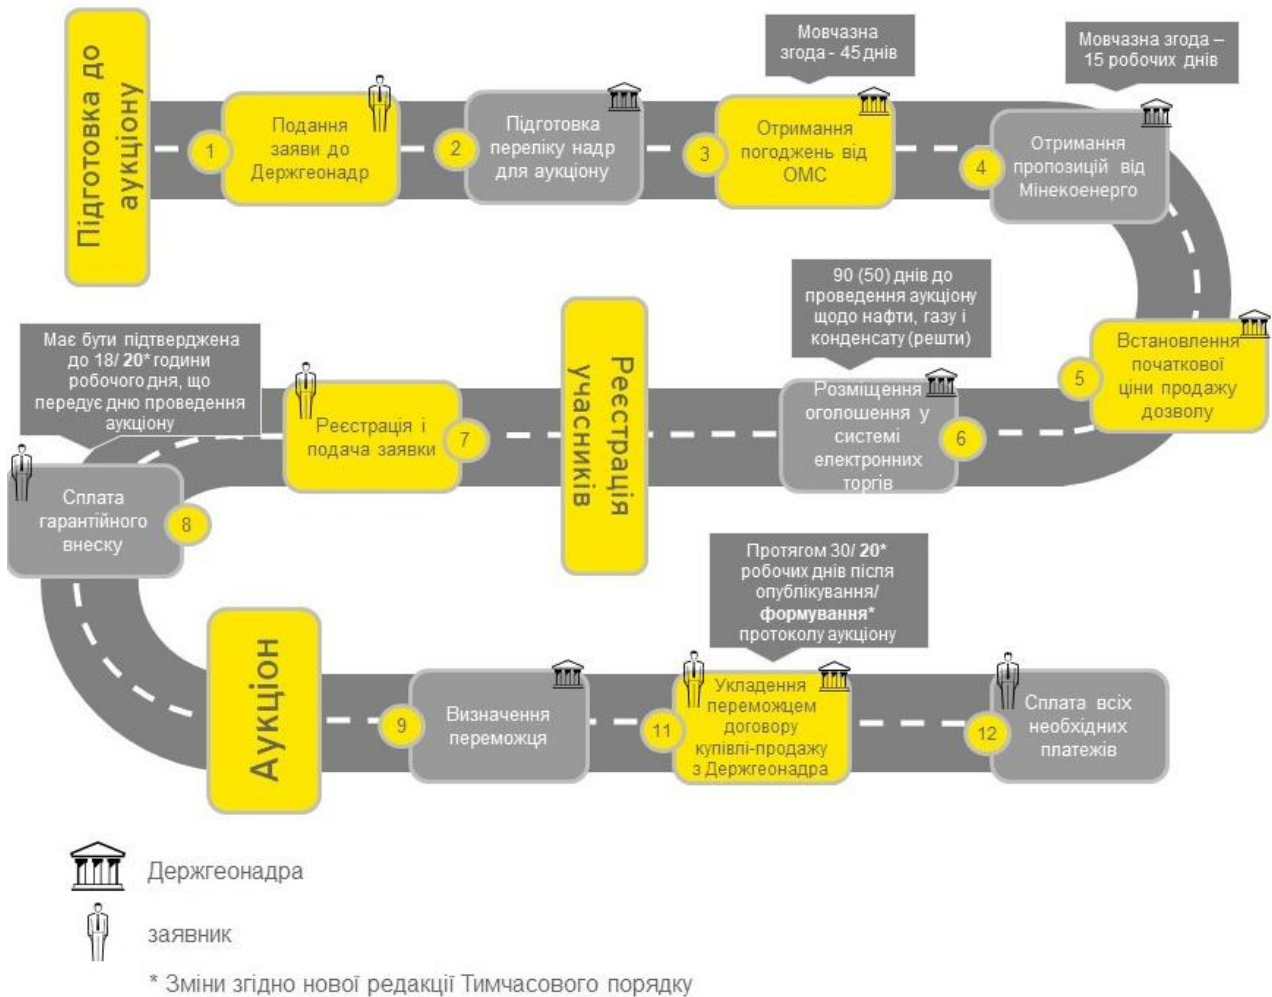 Підготовка до
аукціону
1
Подання
заяви до
Держгеонадр
2
Підготовка
переліку надр
для аукціону
Мовчазна
згода - 45 днів
3
Отримання
погоджень від
ОМС
Мовчазна згода –
15 робочих днів
4
Отримання
пропозицій від
Мінекоенерго
5
Встановлення
початкової
ціни продажу
дозволу
90 (50) днів до
проведення аукціону
щодо нафти, газу і
конденсату (решти)
6
Розміщення
оголошення у
системі
електронних
торгів
Реєстрація
учасників
7
Реєстрація і
подача заявки
Має бути підтверджена
до 18/ 20* години
робочого дня, що
передує дню проведення
аукціону
8
Сплата
гарантійного
внеску
Аукціон
9
Визначення
переможця
Протягом 30/ 20*
робочих днів після
опублікування/
формування*
протоколу аукціону
11
Укладення
переможцем
договору
купівлі-продажу
з Держгеонадра
12
Сплата всіх
необхідних
платежів
Держгеонадра
заявник
* Зміни згідно нової редакції Тимчасового порядку